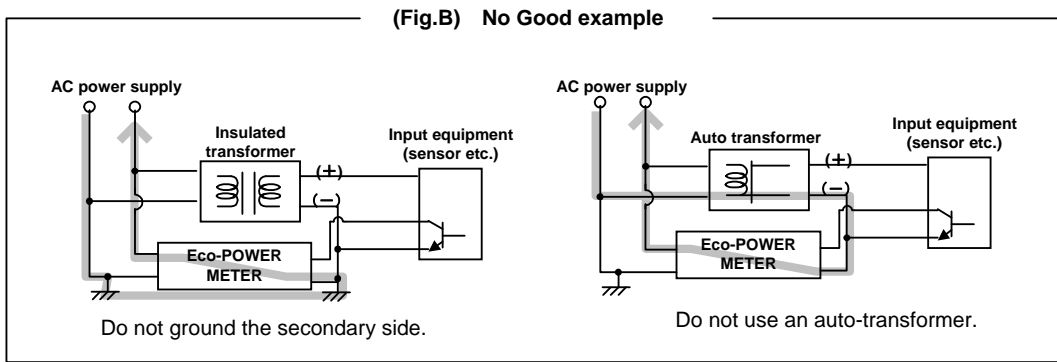 (Fig.B) No Good example
AC power supply
Insulated
transformer
Input equipment
(sensor etc.)
(+)
(−)
Eco-POWER
METER
Do not ground the secondary side.
AC power supply
Auto transformer
Input equipment
(sensor etc.)
(+)
(−)
Eco-POWER
METER
Do not use an auto-transformer.